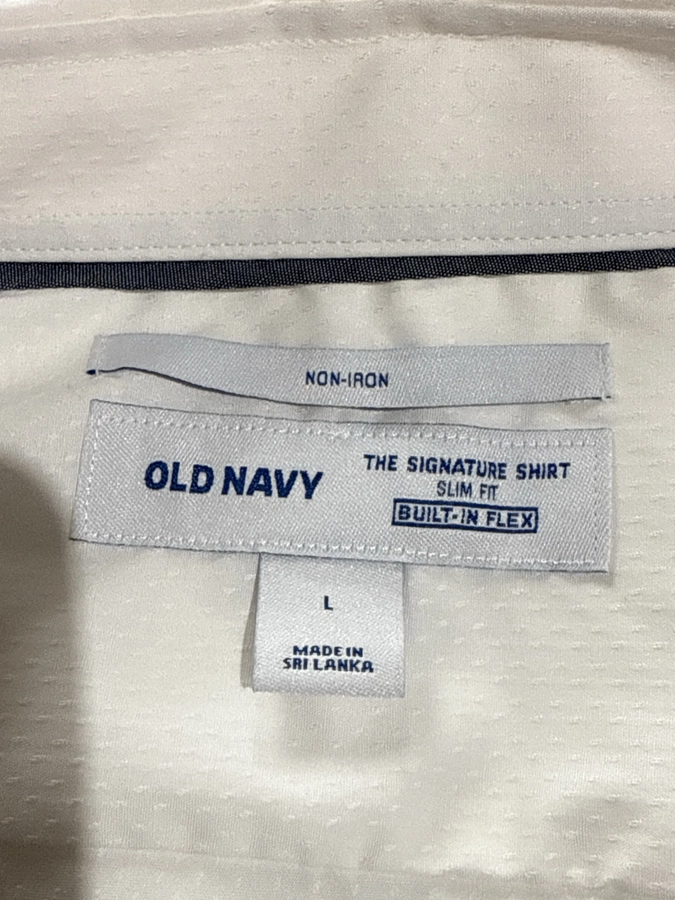 NON-IRON
OLD NAVY
THE SIGNATURE SHIRT
SLIM FIT
BUILT-IN FLEX
L
MADE IN
SRI LANKA